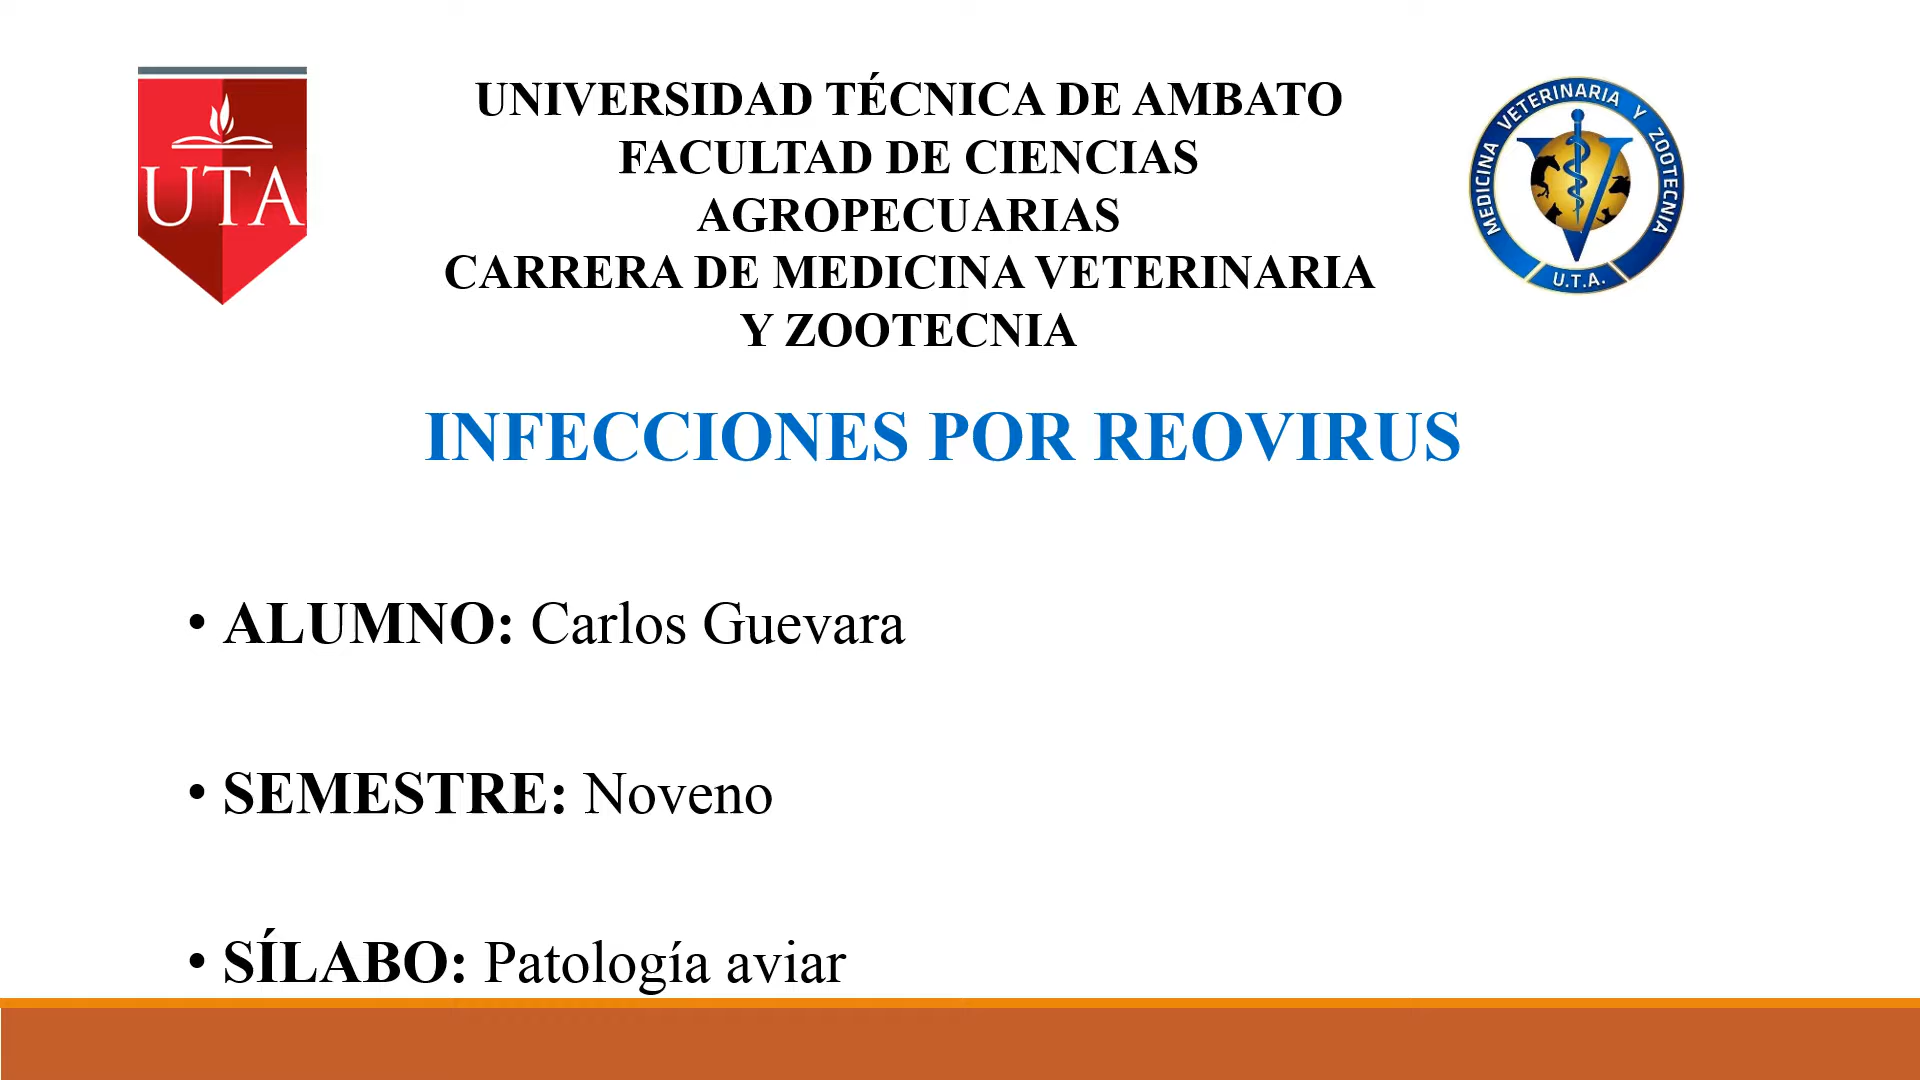 UNIVERSIDAD TÉCNICA DE AMBATO
FACULTAD DE CIENCIAS
AGROPECUARIAS
CARRERA DE MEDICINA VETERINARIA
Y ZOOTECNIA
UTA
MEDICINA VETERINARIA Y ZOOTECNIA
U.T.A.
INFECCIONES POR REOVIRUS
• ALUMNO: Carlos Guevara
• SEMESTRE: Noveno
• SÍLABO: Patología aviar